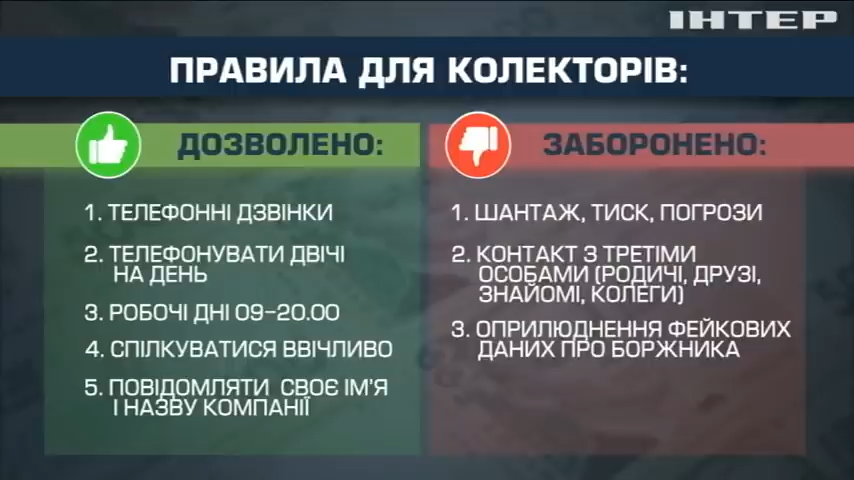 ІНТЕР
ПРАВИЛА ДЛЯ КОЛЕКТОРІВ:
ДОЗВОЛЕНО:
1. ТЕЛЕФОННІ ДЗВІНКИ
2. ТЕЛЕФОНУВАТИ ДВІЧІ
НА ДЕНЬ
3. РОБОЧІ ДНІ 09-20.00
4. СПІЛКУВАТИСЯ ВВІЧЛИВО
5. ПОВІДОМЛЯТИ СВОЄ ІМ'Я
І НАЗВУ КОМПАНІЇ
ЗАБОРОНЕНО:
1. ШАНТАЖ, ТИСК, ПОГРОЗИ
2. КОНТАКТ З ТРЕТІМИ
ОСОБАМИ (РОДИЧІ, ДРУЗІ,
ЗНАЙОМІ, КОЛЕГИ)
3. ОПРИЛЮДНЕННЯ ФЕЙКОВИХ
ДАНИХ ПРО БОРЖНИКА